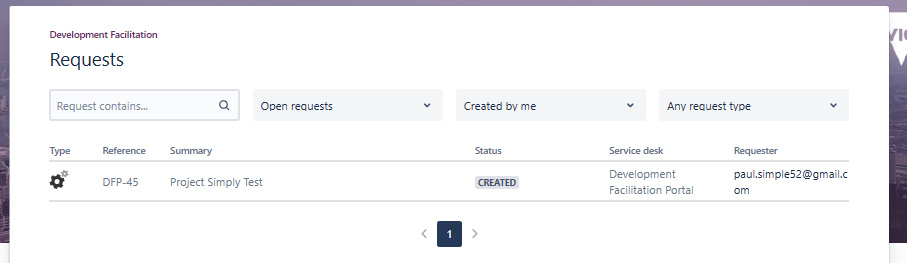 Development Facilitation
Requests
Request contains...
Open requests
Created by me
Any request type
Type Reference Summary Status Service desk Requester
DFP-45 Project Simply Test CREATED Development Facilitation Portal paul.simple52@gmail.com
1